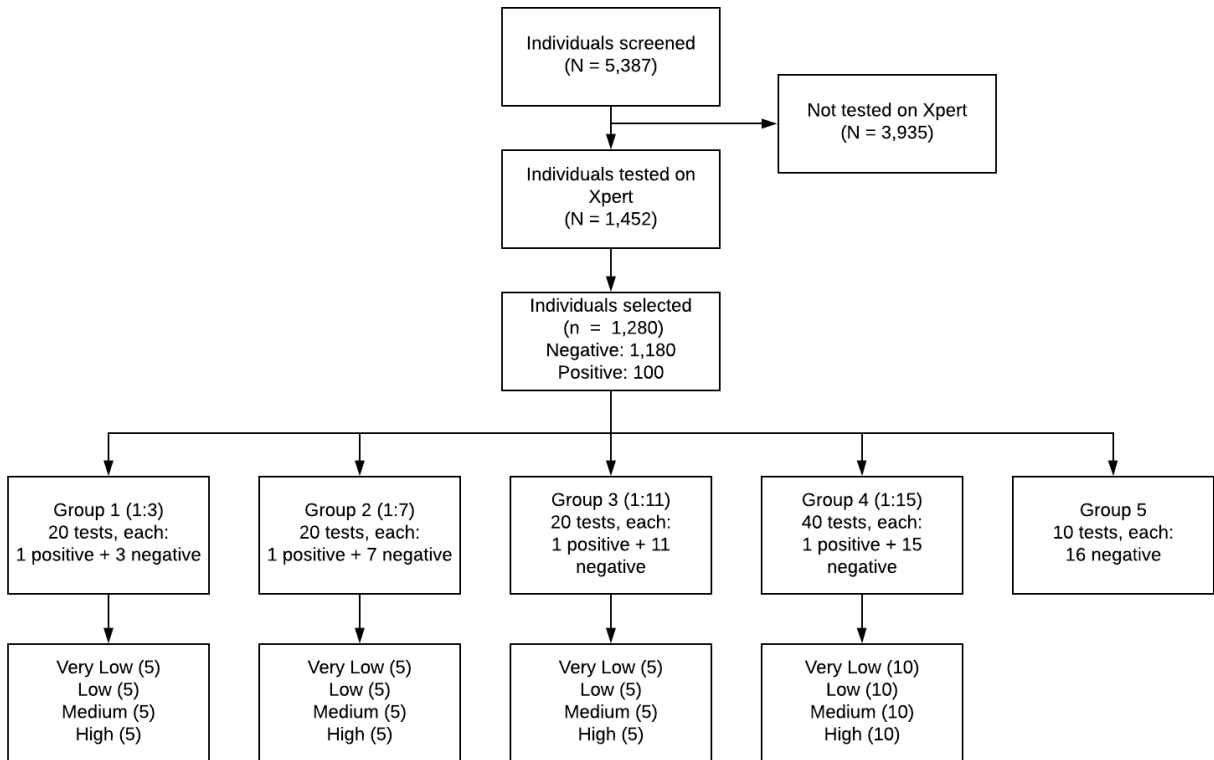 Individuals screened
(N = 5,387)
Not tested on Xpert
(N = 3,935)
Individuals tested on
Xpert
(N = 1,452)
Individuals selected
(n = 1,280)
Negative: 1,180
Positive: 100
Group 1 (1:3)
20 tests, each:
1 positive + 3 negative
Group 2 (1:7)
20 tests, each:
1 positive + 7 negative
Group 3 (1:11)
20 tests, each:
1 positive + 11
negative
Group 4 (1:15)
40 tests, each:
1 positive + 15
negative
Group 5
10 tests, each:
16 negative
Very Low (5)
Low (5)
Medium (5)
High (5)
Very Low (5)
Low (5)
Medium (5)
High (5)
Very Low (5)
Low (5)
Medium (5)
High (5)
Very Low (10)
Low (10)
Medium (10)
High (10)